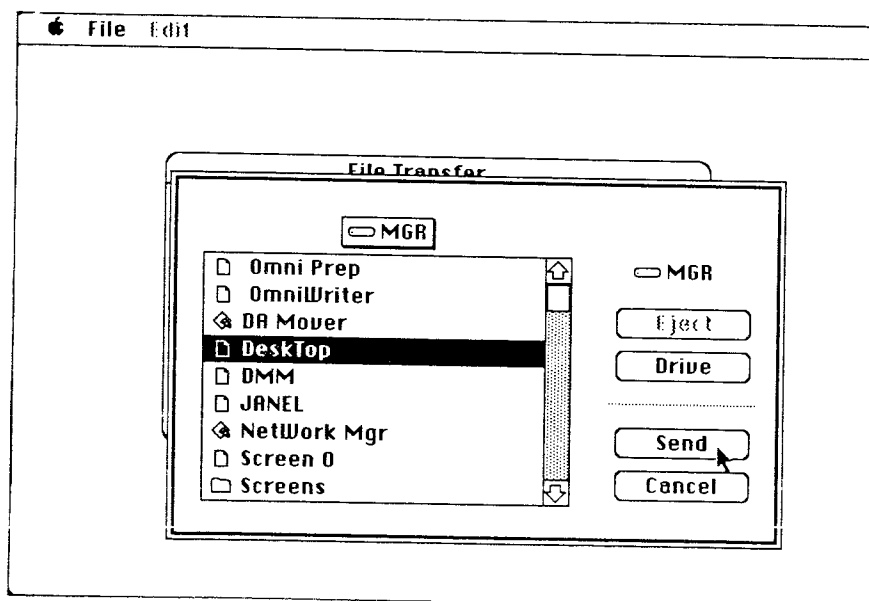 File Edit
File Transfer
MGR
Omni Prep
OmniWriter
DA Mover
DeskTop
DMM
JANEL
NetWork Mgr
Screen 0
Screens
MGR
Eject
Drive
Send
Cancel